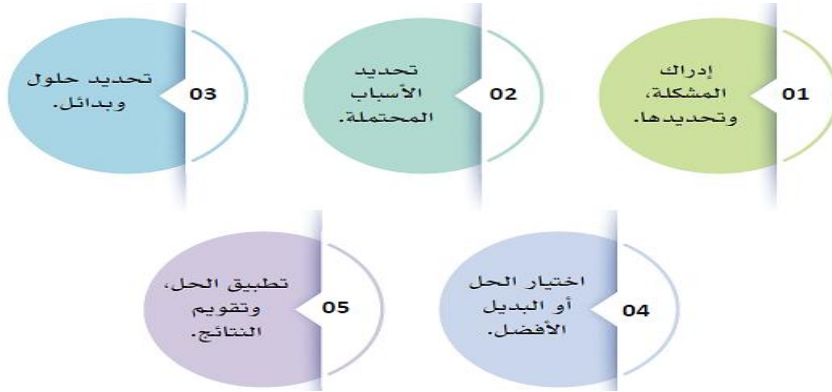 01
إدراك
المشكلة،
وتحديدها.
02
تحديد
الأسباب
المحتملة.
03
تحديد حلول
وبدائل.
04
اختيار الحل
أو البديل
الأفضل.
05
تطبيق الحل،
وتقويم
النتائج.